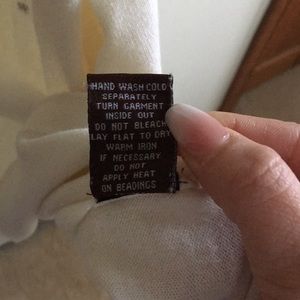 HAND WASH COLD
SEPARATELY
TURN GARMENT
INSIDE OUT
DO NOT BLEACH
LAY FLAT TO DRY
WARM IRON
IF NECESSARY
DO NOT
APPLY HEAT
ON BEADINGS